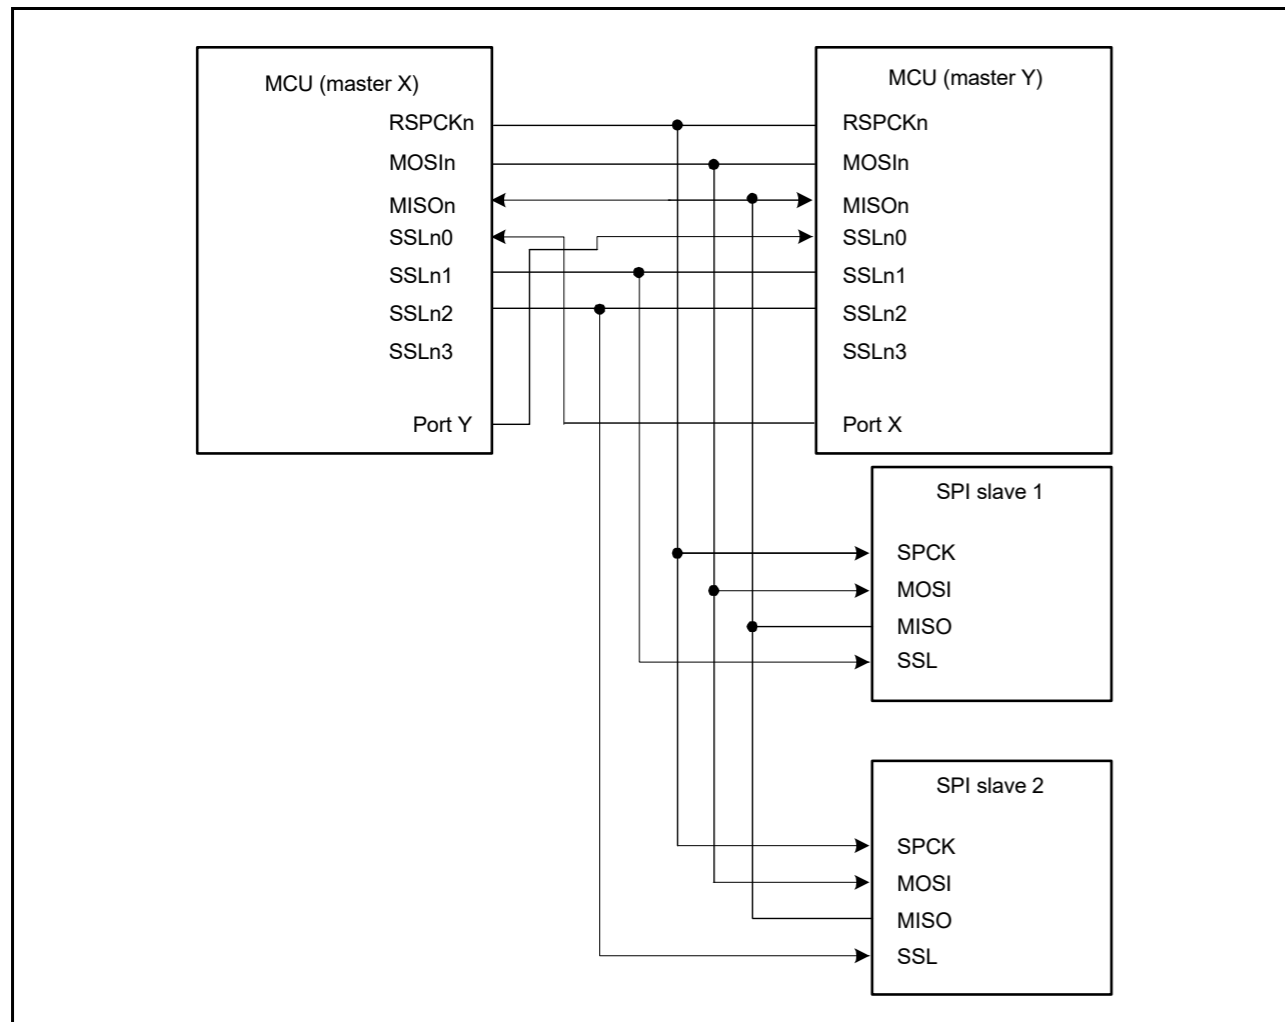 MCU (master X)
RSPCKn
MOSIn
MISOn
SSLn0
SSLn1
SSLn2
SSLn3
Port Y
MCU (master Y)
RSPCKn
MOSIn
MISOn
SSLn0
SSLn1
SSLn2
SSLn3
Port X
SPI slave 1
SPCK
MOSI
MISO
SSL
SPI slave 2
SPCK
MOSI
MISO
SSL